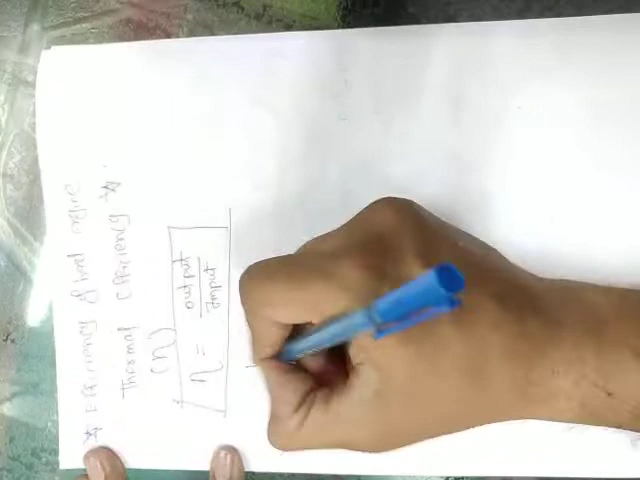 * Efficiency of heat engine
Thermal Efficiency *
(η)
η = output
Input